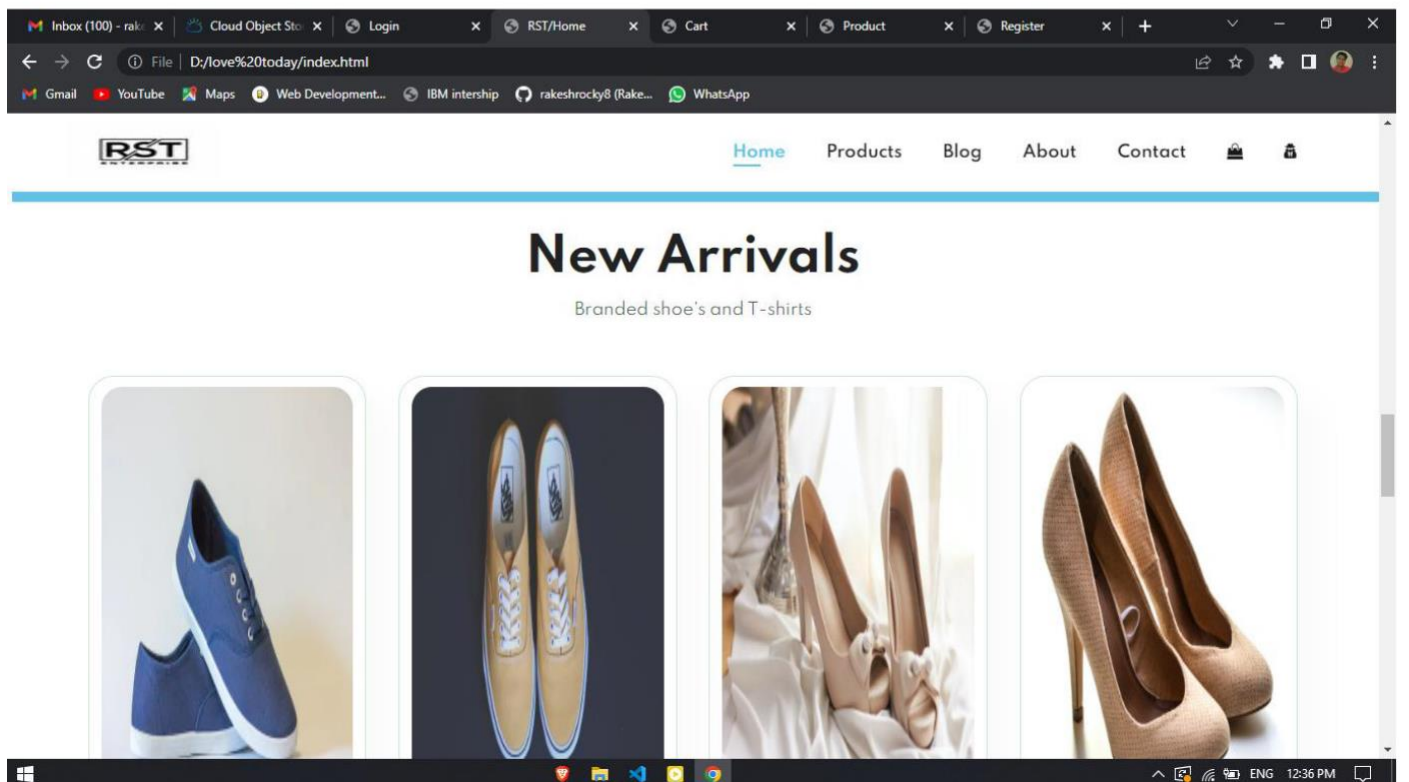 Inbox (100) - rak
Cloud Object Sto
Login
RST/Home
Cart
Product
Register
File D:/love%20today/index.html
Gmail YouTube Maps Web Development... IBM intership rakeshrocky8 (Rake... WhatsApp
RST
ENTERPRISE
Home Products Blog About Contact
New Arrivals
Branded shoe's and T-shirts
ENG 12:36 PM